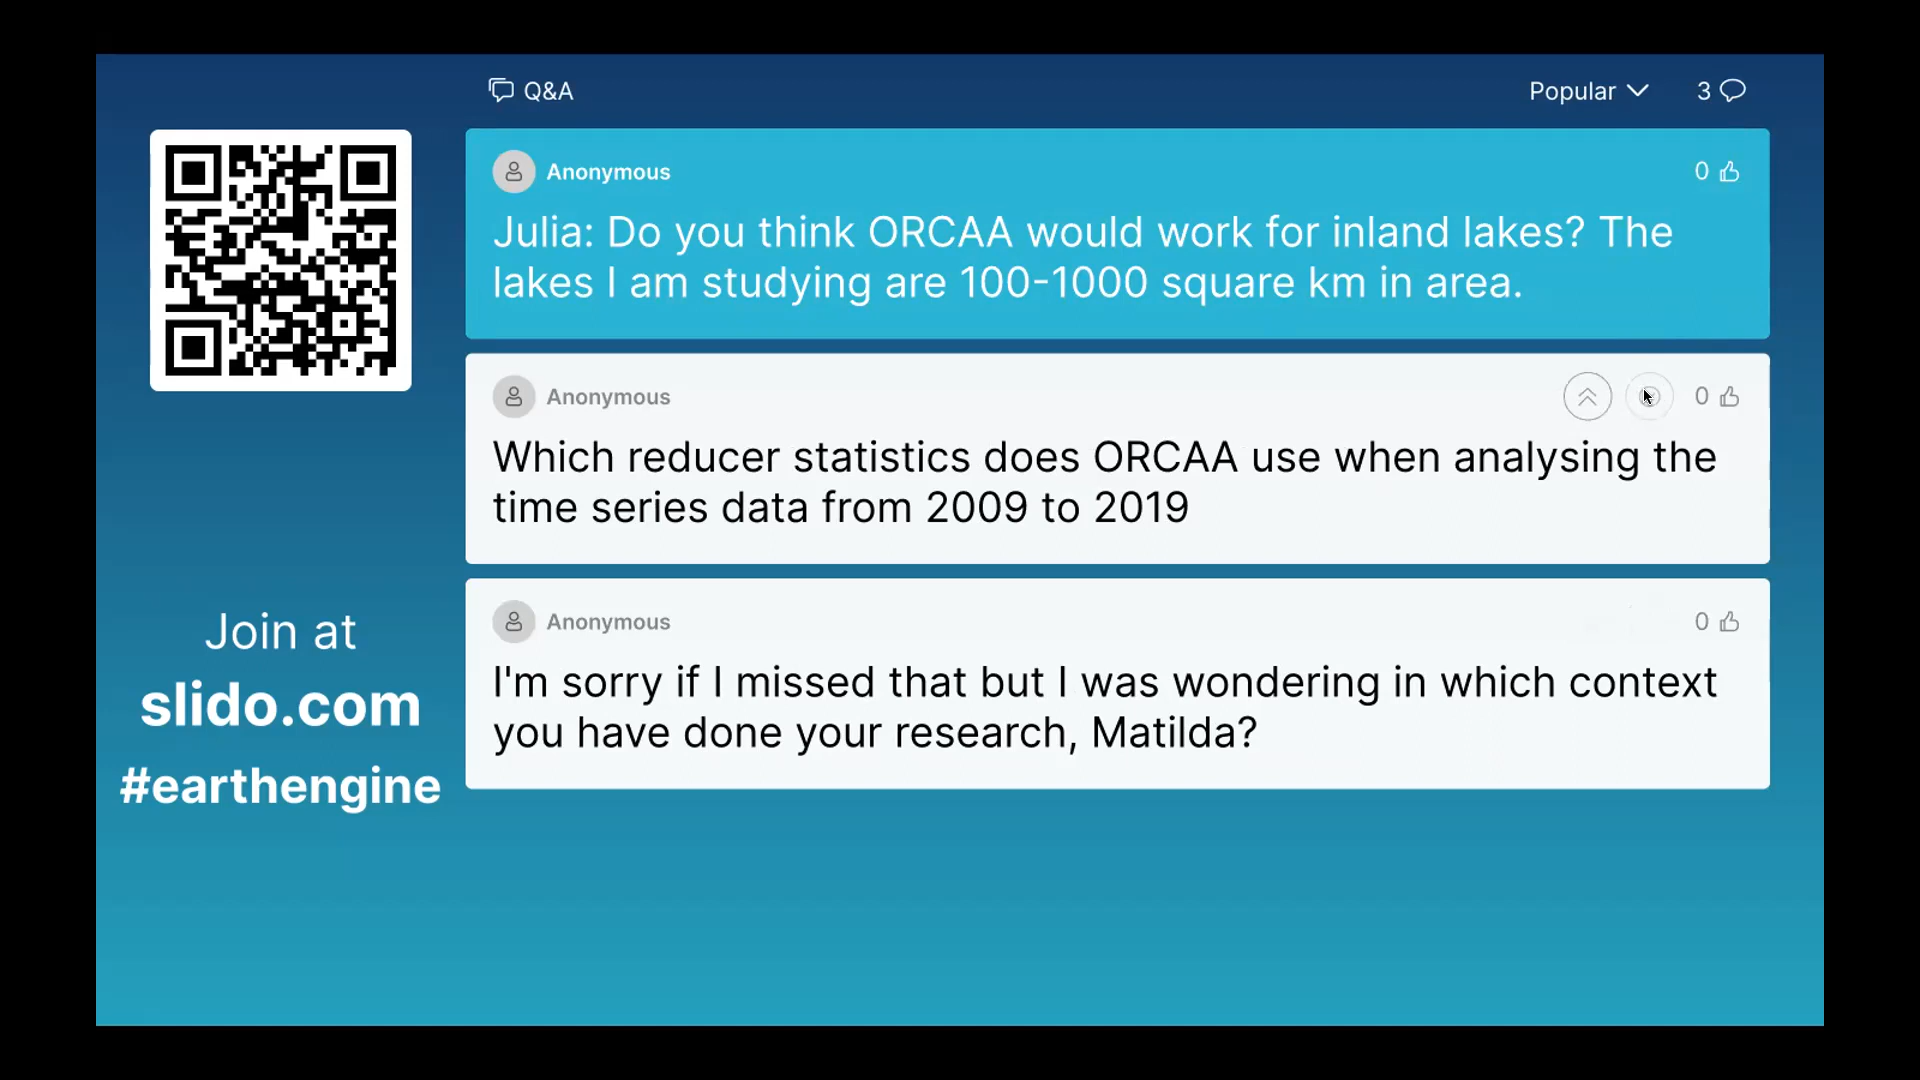 Q&A
Popular
3
Anonymous
0
Julia: Do you think ORCAA would work for inland lakes? The
lakes I am studying are 100-1000 square km in area.
Anonymous
0
Which reducer statistics does ORCAA use when analysing the
time series data from 2009 to 2019
Anonymous
0
I'm sorry if I missed that but I was wondering in which context
you have done your research, Matilda?
Join at
slido.com
#earthengine